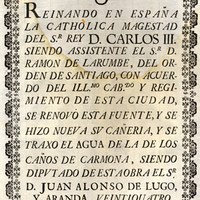 REINANDO EN ESPAÑA
LA CATHÓLICA MAGESTAD
DEL S.R REY D. CARLOS III.
SIENDO ASSISTENTE EL S.R D.
RAMON DE LARUMBE, DEL OR
DEN DE SANTIAGO, CON ACUER
DO DEL ILL.MO CAB.DO Y REGI
MIENTO DE ESTA CIUDAD,
SE RENOVÓ ESTA FUENTE, Y SE
HIZO NUEVA SU CAÑERIA, Y SE
TRAXO EL AGUA DE LA DE LOS
CAÑOS DE CARMONA, SIENDO
DIPUTADO DE ESTA OBRA EL S.R
D. JUAN ALONSO DE LUGO,
Y ARANDA, VEINTIQUATRO